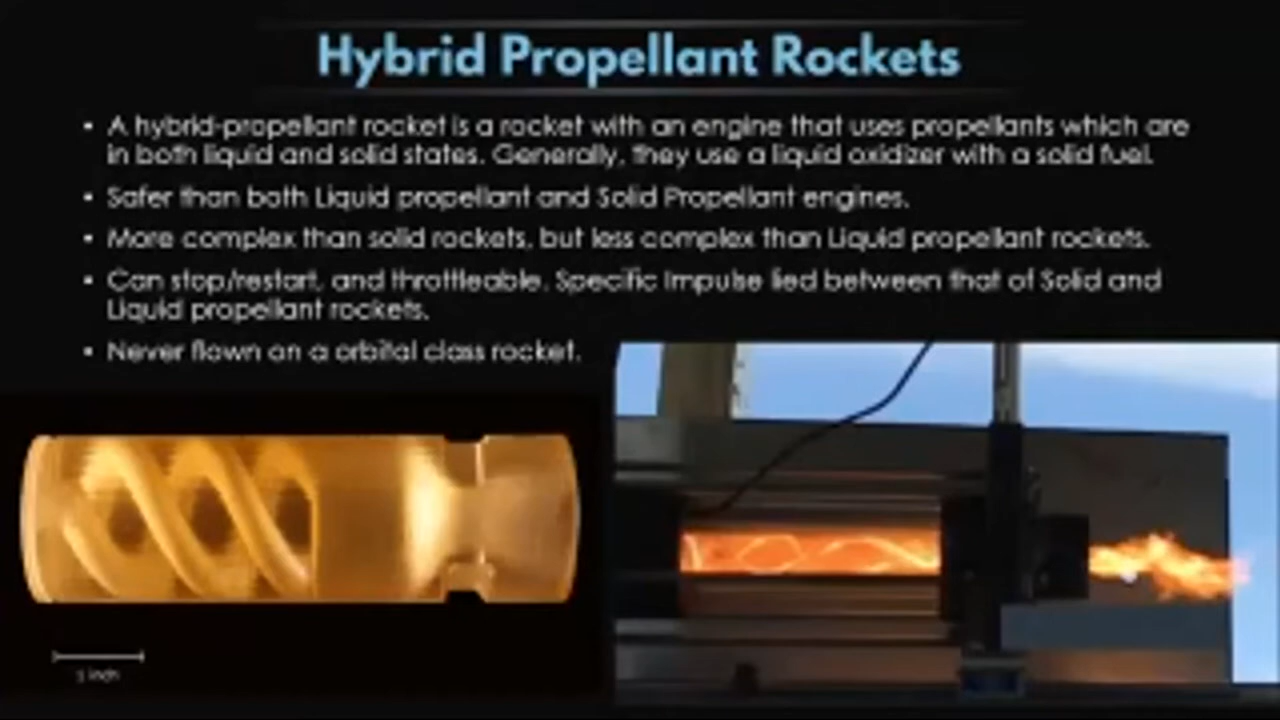 Hybrid Propellant Rockets
• A hybrid-propellant rocket is a rocket with an engine that uses propellants which are
in both liquid and solid states. Generally, they use a liquid oxidizer with a solid fuel.
• Safer than both Liquid propellant and Solid Propellant engines.
• More complex than solid rockets, but less complex than Liquid propellant rockets.
• Can stop/restart, and throttleable. Specific Impulse lied between that of Solid and
Liquid propellant rockets.
• Never flown on a orbital class rocket.
1 inch